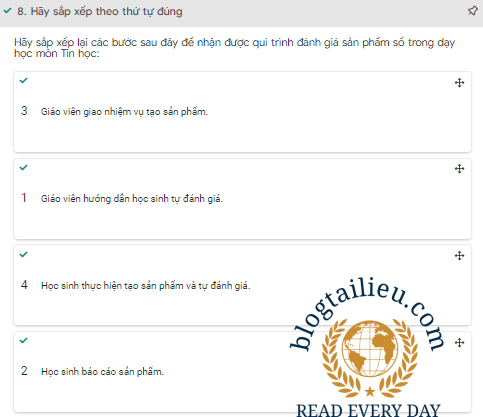 8. Hãy sắp xếp theo thứ tự đúng
Hãy sắp xếp lại các bước sau đây để nhận được qui trình đánh giá sản phẩm số trong dạy
học môn Tin học:
3 Giáo viên giao nhiệm vụ tạo sản phẩm.
1 Giáo viên hướng dẫn học sinh tự đánh giá.
4 Học sinh thực hiện tạo sản phẩm và tự đánh giá.
2 Học sinh báo cáo sản phẩm.
blogtailieu.com
READ EVERY DAY